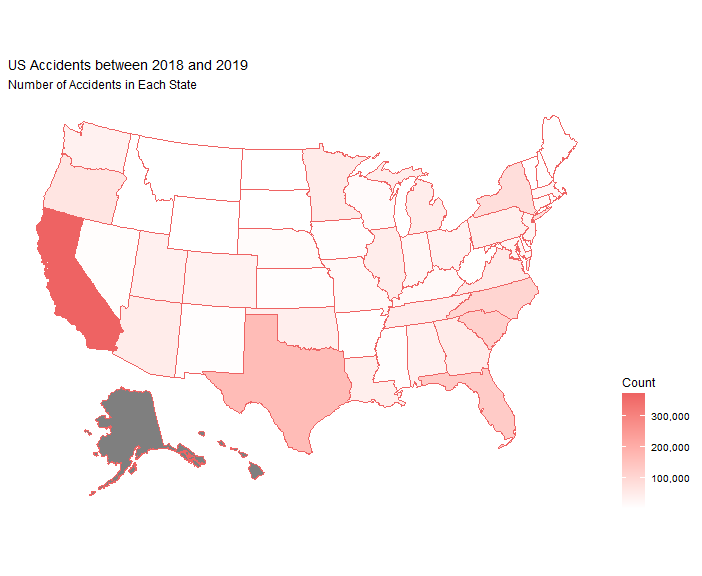 US Accidents between 2018 and 2019
Number of Accidents in Each State
Count
300,000
200,000
100,000